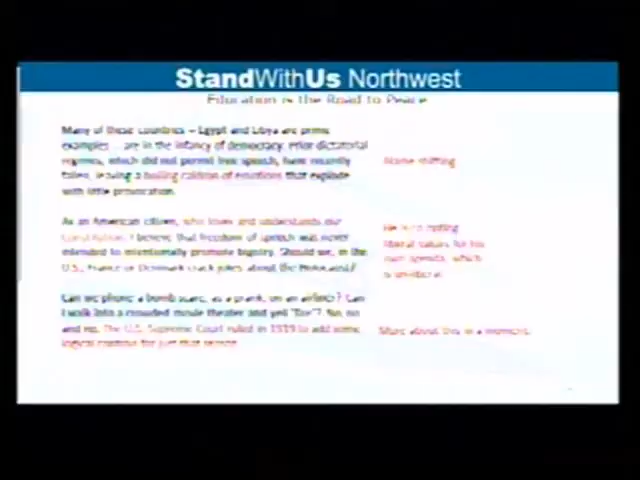 StandWithUs Northwest
Education is the Road to Peace
Many of these countries – Egypt and Libya are prime
examples ... are in the infancy of democracy. Prior dictatorial
regimes, which did not permit free speech, have recently
fallen, leaving a boiling caldron of emotions that explode
with little provocation.
Blame shifting
As an American citizen, who loves and understands our
Constitution, I believe that freedom of speech was never
intended to intentionally promote bigotry. Should we, in the
U.S., France or Denmark crack jokes about the Holocaust?
He is
liberal values for his
own agenda, which
is un-liberal.
Can we phone a bomb scare, as a prank, on an airline? Can
I walk into a crowded movie theater and yell "fire"? No, no
and no. The U.S. Supreme Court ruled in 1919 to add some
logical controls for just that reason.
More about this in a moment.